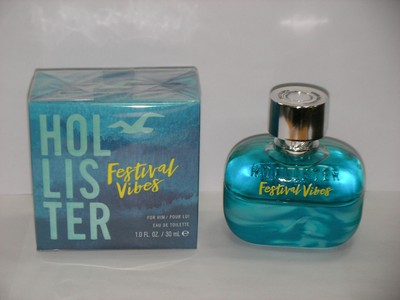 HOL
LIS
TER
Festival
Vibes
FOR HIM | POUR LUI
EAU DE TOILETTE
1.0 FL. OZ. / 30 mL ℮
HOLLISTER
Festival Vibes